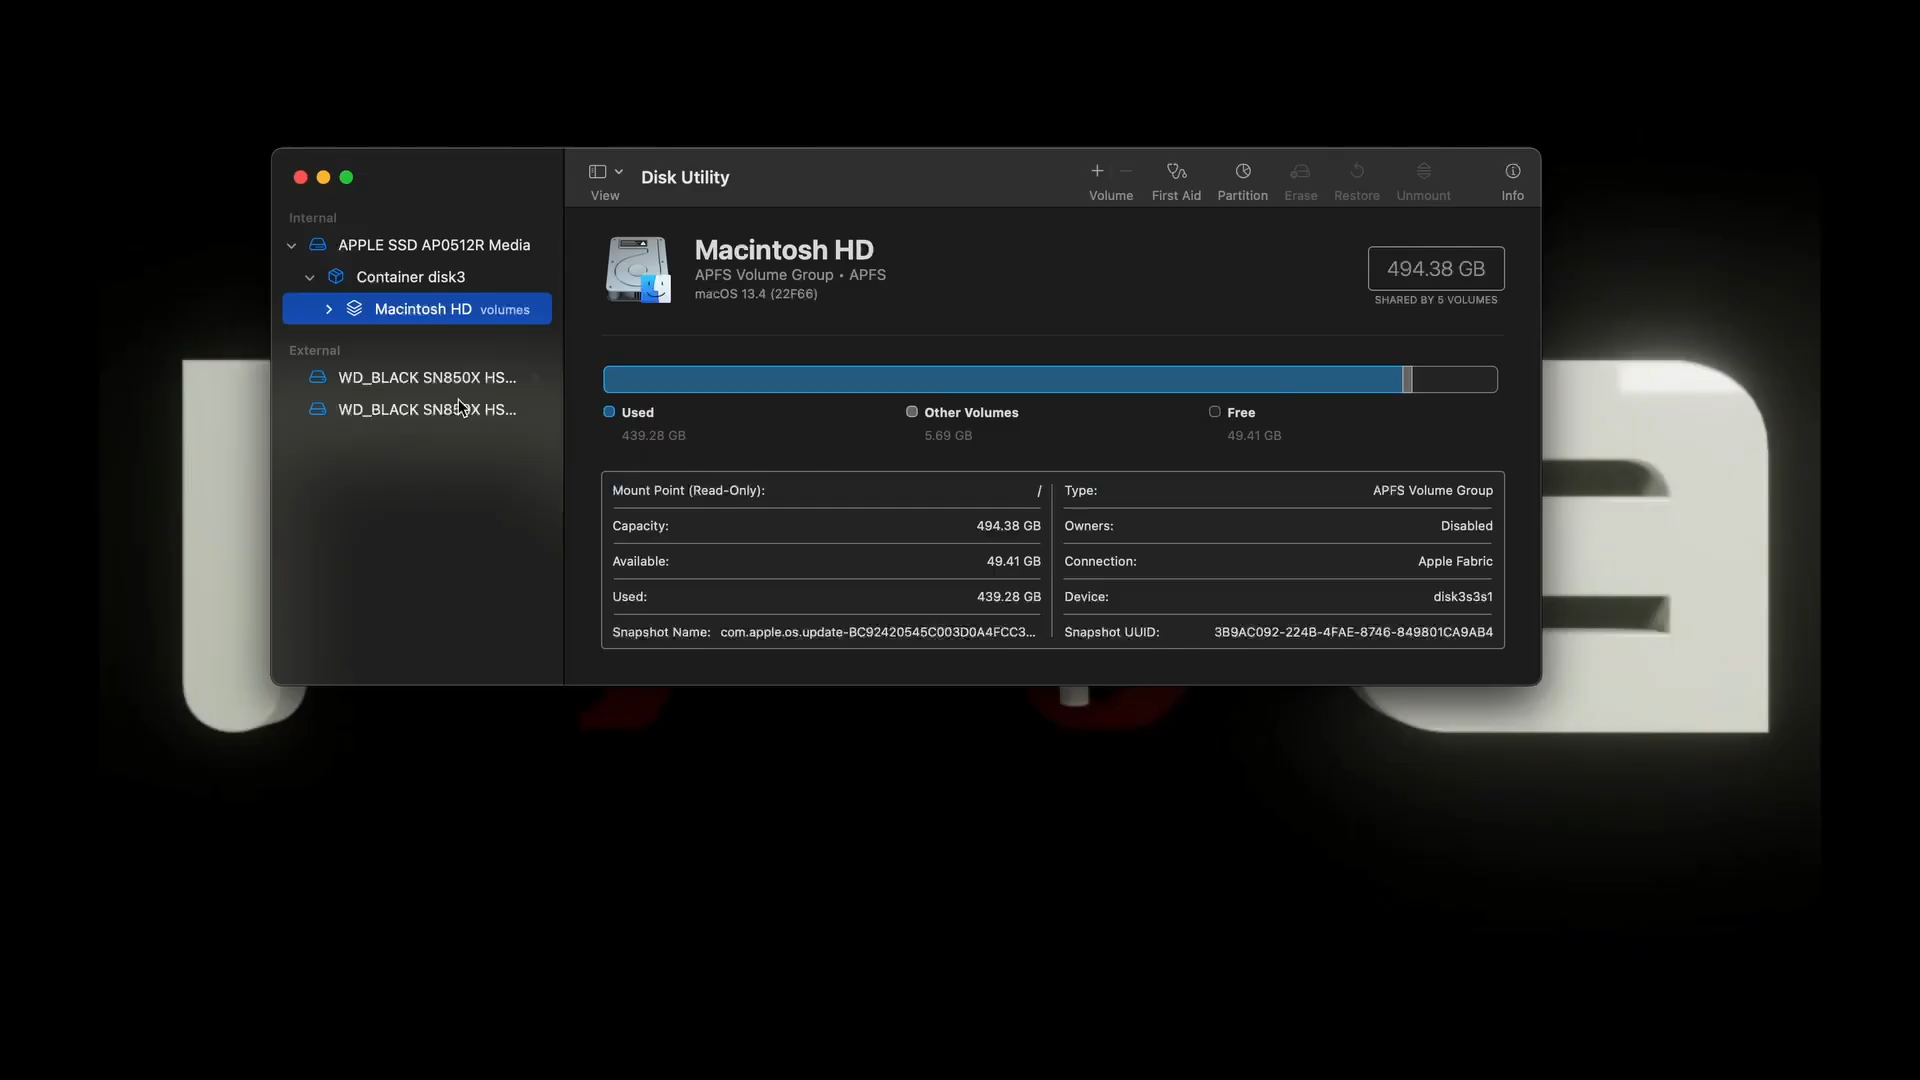 Disk Utility
View
Volume
First Aid
Partition
Erase
Restore
Unmount
Info
Internal
APPLE SSD AP0512R Media
Container disk3
Macintosh HD volumes
External
WD_BLACK SN850X HS...
WD_BLACK SN850X HS...
Macintosh HD
APFS Volume Group • APFS
macOS 13.4 (22F66)
494.38 GB
SHARED BY 5 VOLUMES
Used
439.28 GB
Other Volumes
5.69 GB
Free
49.41 GB
Mount Point (Read-Only): /
Capacity: 494.38 GB
Available: 49.41 GB
Used: 439.28 GB
Snapshot Name: com.apple.os.update-BC92420545C003D0A4FCC3...
Type: APFS Volume Group
Owners: Disabled
Connection: Apple Fabric
Device: disk3s3s1
Snapshot UUID: 3B9AC092-224B-4FAE-8746-849801CA9AB4